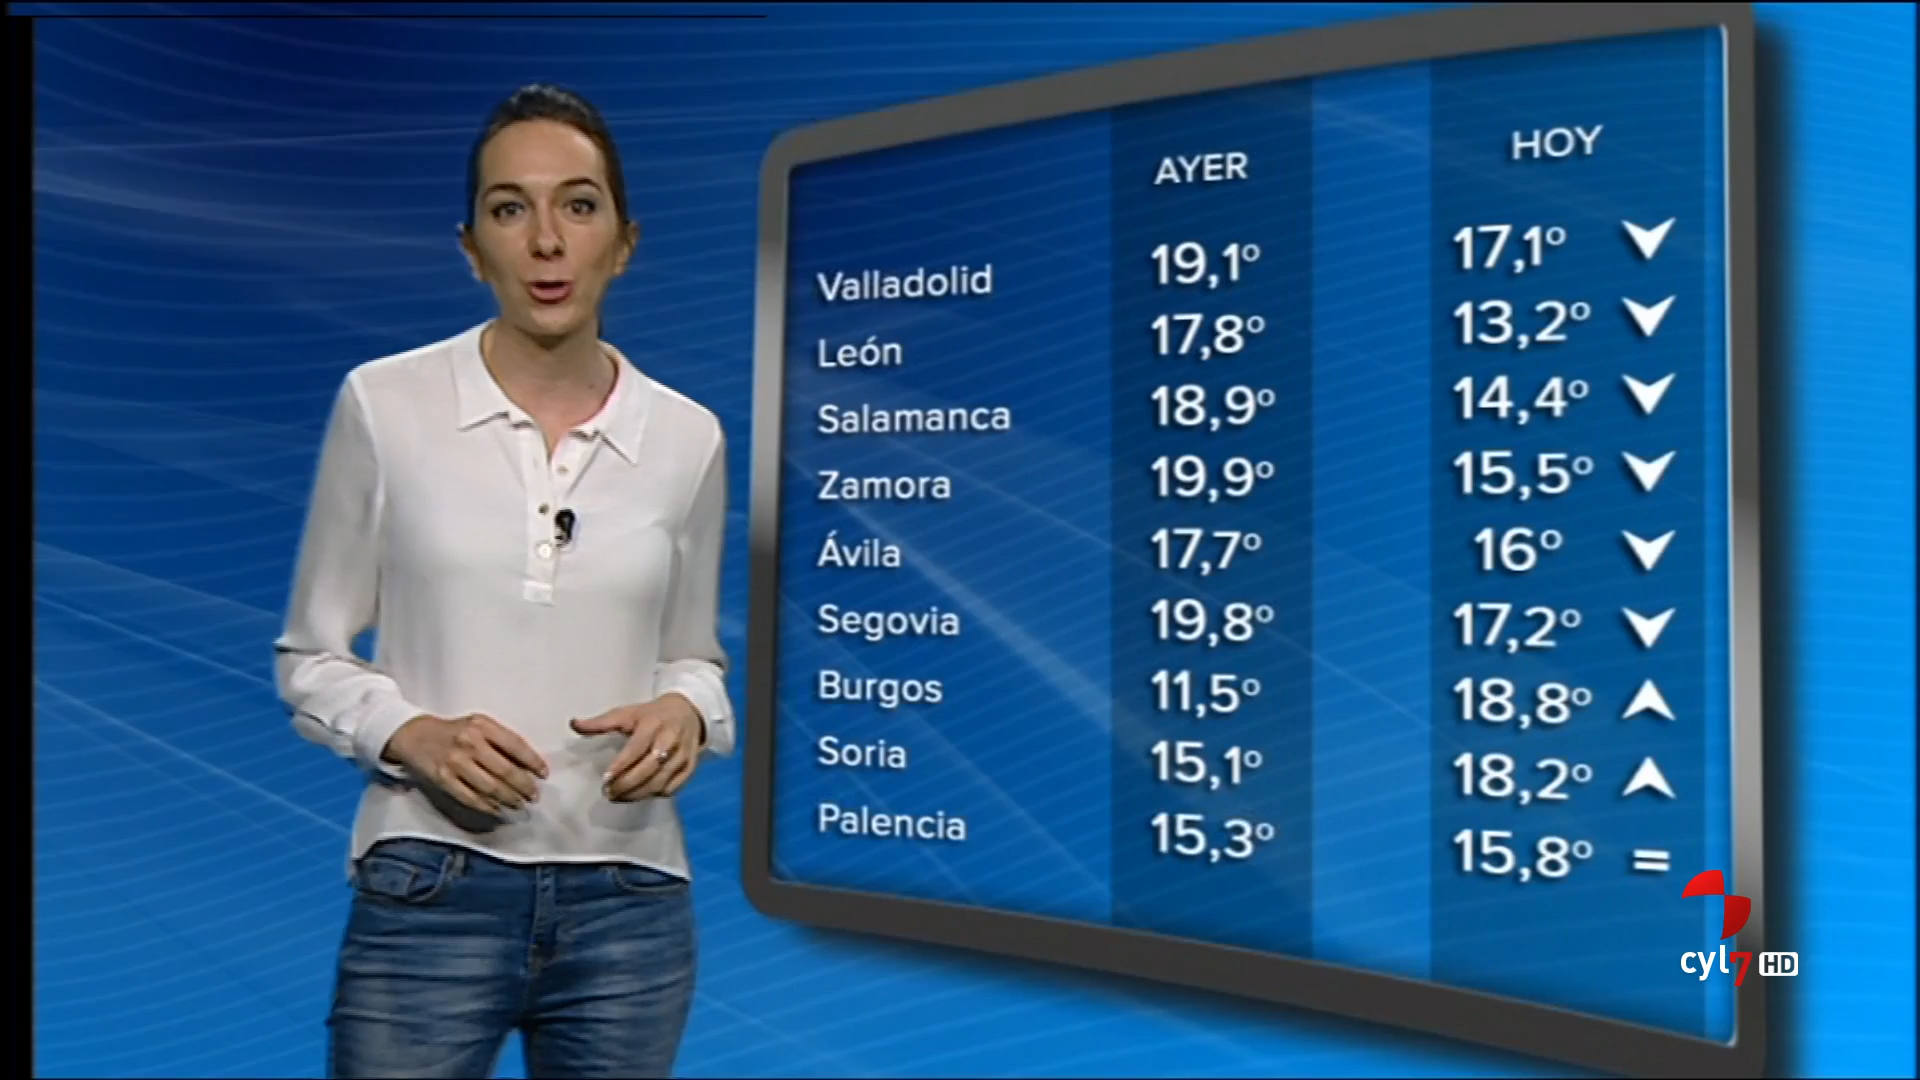 AYER HOY
Valladolid 19,1º 17,1º
León 17,8º 13,2º
Salamanca 18,9º 14,4º
Zamora 19,9º 15,5º
Ávila 17,7º 16º
Segovia 19,8º 17,2º
Burgos 11,5º 18,8º
Soria 15,1º 18,2º
Palencia 15,3º 15,8º =
cyl7 HD